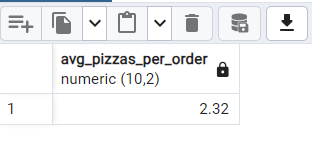 avg_pizzas_per_order
numeric (10,2)
1 2.32